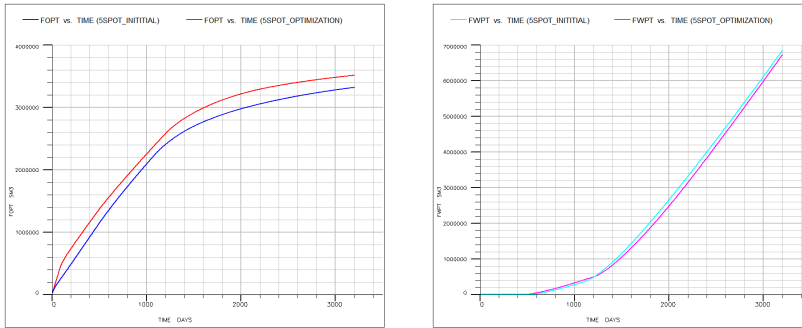 FOPT vs. TIME (5SPOT_INITITIAL) FOPT vs. TIME (5SPOT_OPTIMIZATION)
4000000
3000000
2000000
1000000
0
FOPT SM3
0 1000 2000 3000
TIME DAYS
FWPT vs. TIME (5SPOT_INITITIAL) FWPT vs. TIME (5SPOT_OPTIMIZATION)
7000000
6000000
5000000
4000000
3000000
2000000
1000000
0
FWPT SM3
1000 2000 3000
TIME DAYS